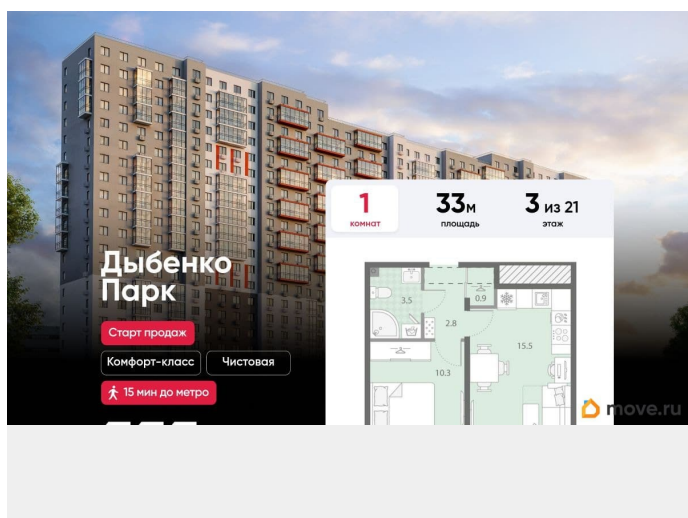 1
комнат
33м
площадь
3 из 21
этаж
Дыбенко
Парк
Старт продаж
Комфорт-класс
Чистовая
15 мин до метро
3.5
0.9
2.8
15.5
10.3
move.ru